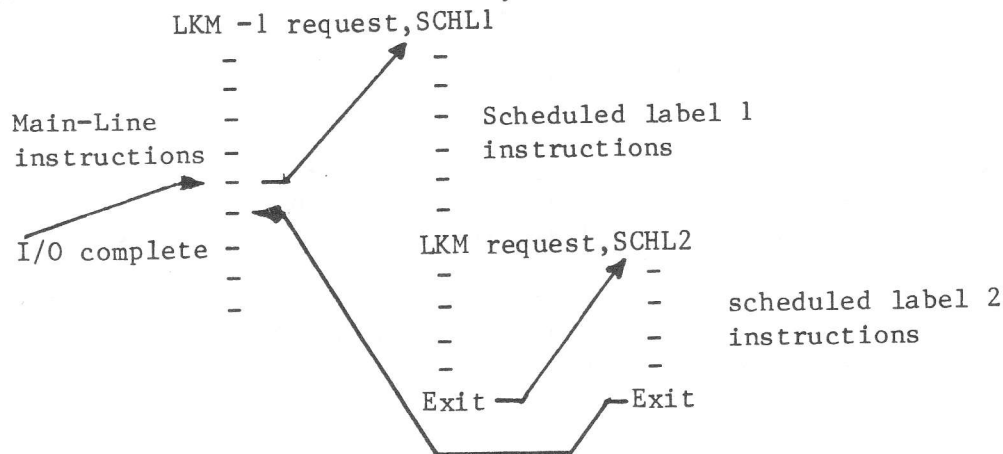 LKM -1 request,SCHL1
Main-Line
instructions
Scheduled label 1
instructions
I/O complete
LKM request,SCHL2
scheduled label 2
instructions
Exit
Exit